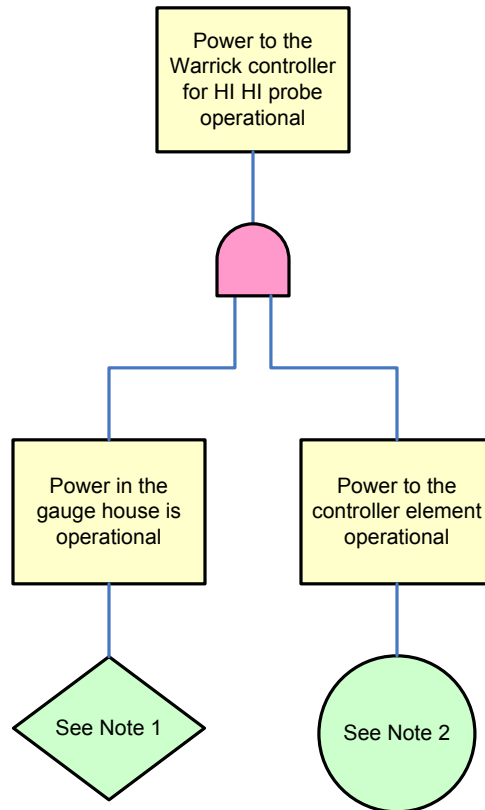 Power to the
Warrick controller
for HI HI probe
operational
Power in the
gauge house is
operational
Power to the
controller element
operational
See Note 1
See Note 2